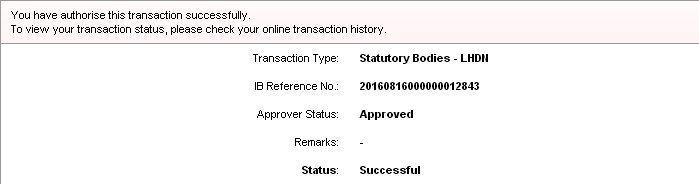 You have authorise this transaction successfully.
To view your transaction status, please check your online transaction history.
Transaction Type: Statutory Bodies - LHDN
IB Reference No.: 20160816000000012843
Approver Status: Approved
Remarks: -
Status: Successful